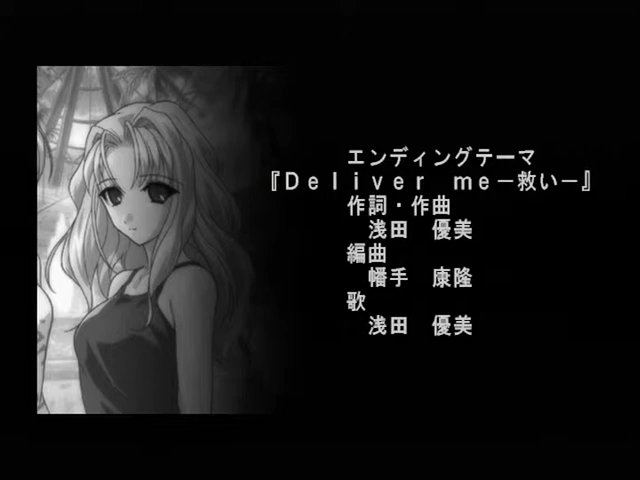 エンディングテーマ
『Ｄｅｌｉｖｅｒ　ｍｅ－救い－』
作詞・作曲
浅田　優美
編曲
幡手　康隆
歌
浅田　優美